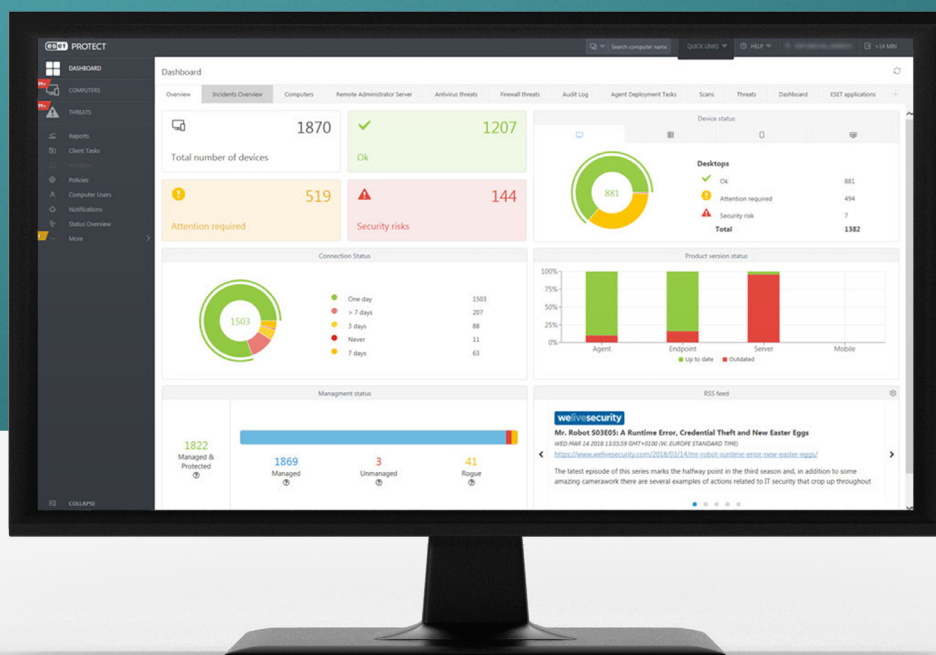 eset PROTECT
Search computer name
QUICK LINKS
HELP
>14 MIN
DASHBOARD
COMPUTERS
THREATS
Reports
Client Tasks
Policies
Computer Users
Notifications
Status Overview
More
COLLAPSE
Dashboard
Overview Incidents Overview Computers Remote Administrator Server Antivirus threats Firewall threats Audit Log Agent Deployment Tasks Scans Threats Dashboard ESET applications
1870
Total number of devices
1207
Ok
519
Attention required
144
Security risks
Device status
881
Desktops
Ok 881
Attention required 494
Security risk 7
Total 1382
Connection Status
1503
One day 1503
> 7 days 207
3 days 88
Never 11
7 days 63
Product version status
100%
75%
50%
25%
0%
Agent Endpoint Server Mobile
Up to date Outdated
Managment status
1822
Managed &
Protected
1869
Managed
3
Unmanaged
41
Rogue
RSS feed
welivesecurity
Mr. Robot S03E05: A Runtime Error, Credential Theft and New Easter Eggs
WED MAR 14 2018 13:53:59 GMT+0100 (W. EUROPE STANDARD TIME)
https://www.welivesecurity.com/2018/03/14/mr-robot-runtime-error-new-easter-eggs/
The latest episode of this series marks the halfway point in the third season and, in addition to some
amazing camerawork there are several examples of actions related to IT security that crop up throughout